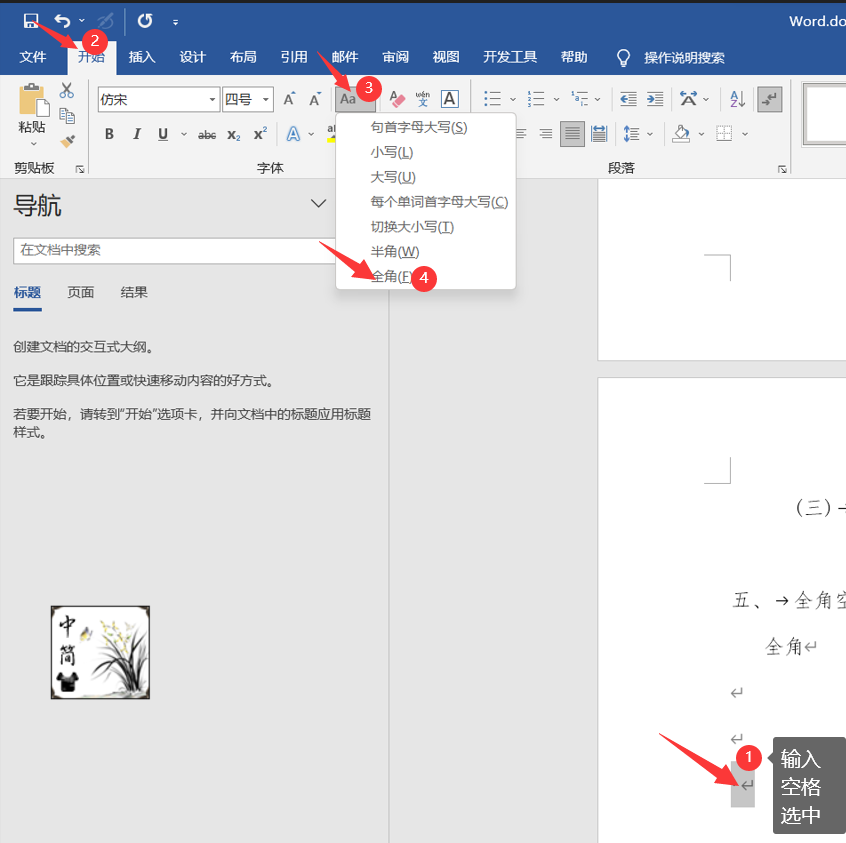 Word.do
文件 开始 插入 设计 布局 引用 邮件 审阅 视图 开发工具 帮助 操作说明搜索
2
3
粘贴
仿宋 四号 Aa wén 文 A
B I U abc x₂ x² A
剪贴板 字体 段落
句首字母大写(S)
小写(L)
大写(U)
每个单词首字母大写(C)
切换大小写(T)
半角(W)
全角(F)
4
导航
在文档中搜索
标题 页面 结果
创建文档的交互式大纲。
它是跟踪具体位置或快速移动内容的好方式。
若要开始，请转到“开始”选项卡，并向文档中的标题应用标题
样式。
中
简
（三）→
五、→全角空
全角↵
↵
↵
1
↵
输入
空格
选中